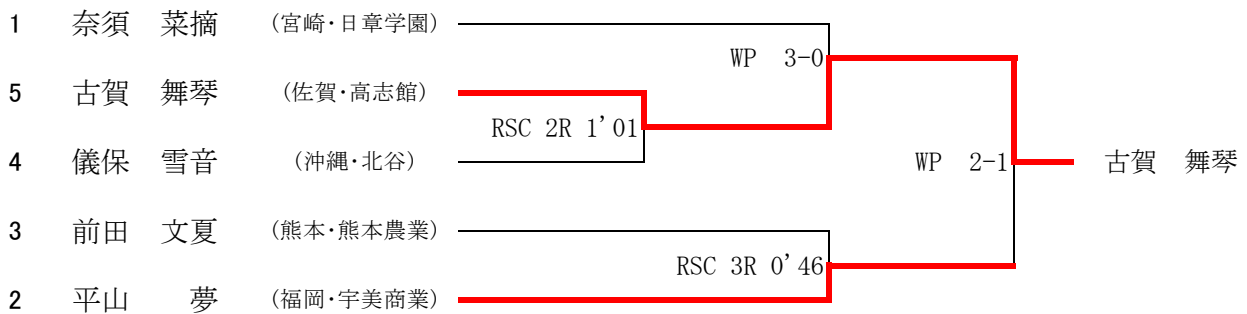 1 奈須 菜摘 (宮崎・日章学園)
WP 3-0
5 古賀 舞琴 (佐賀・高志館)
RSC 2R 1'01
4 儀保 雪音 (沖縄・北谷)
WP 2-1
古賀 舞琴
3 前田 文夏 (熊本・熊本農業)
RSC 3R 0'46
2 平山 夢 (福岡・宇美商業)